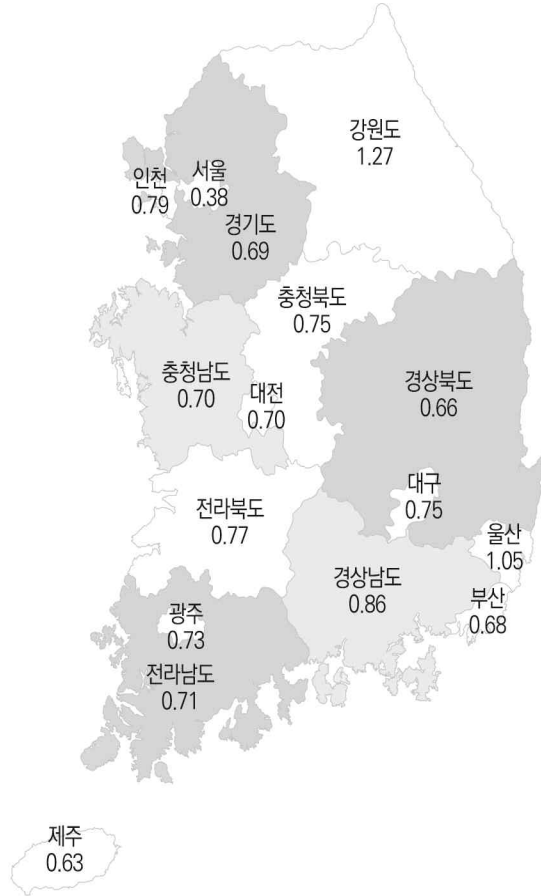 강원도
1.27
인천
0.79
서울
0.38
경기도
0.69
충청북도
0.75
충청남도
0.70
대전
0.70
경상북도
0.66
대구
0.75
전라북도
0.77
울산
1.05
경상남도
0.86
부산
0.68
광주
0.73
전라남도
0.71
제주
0.63